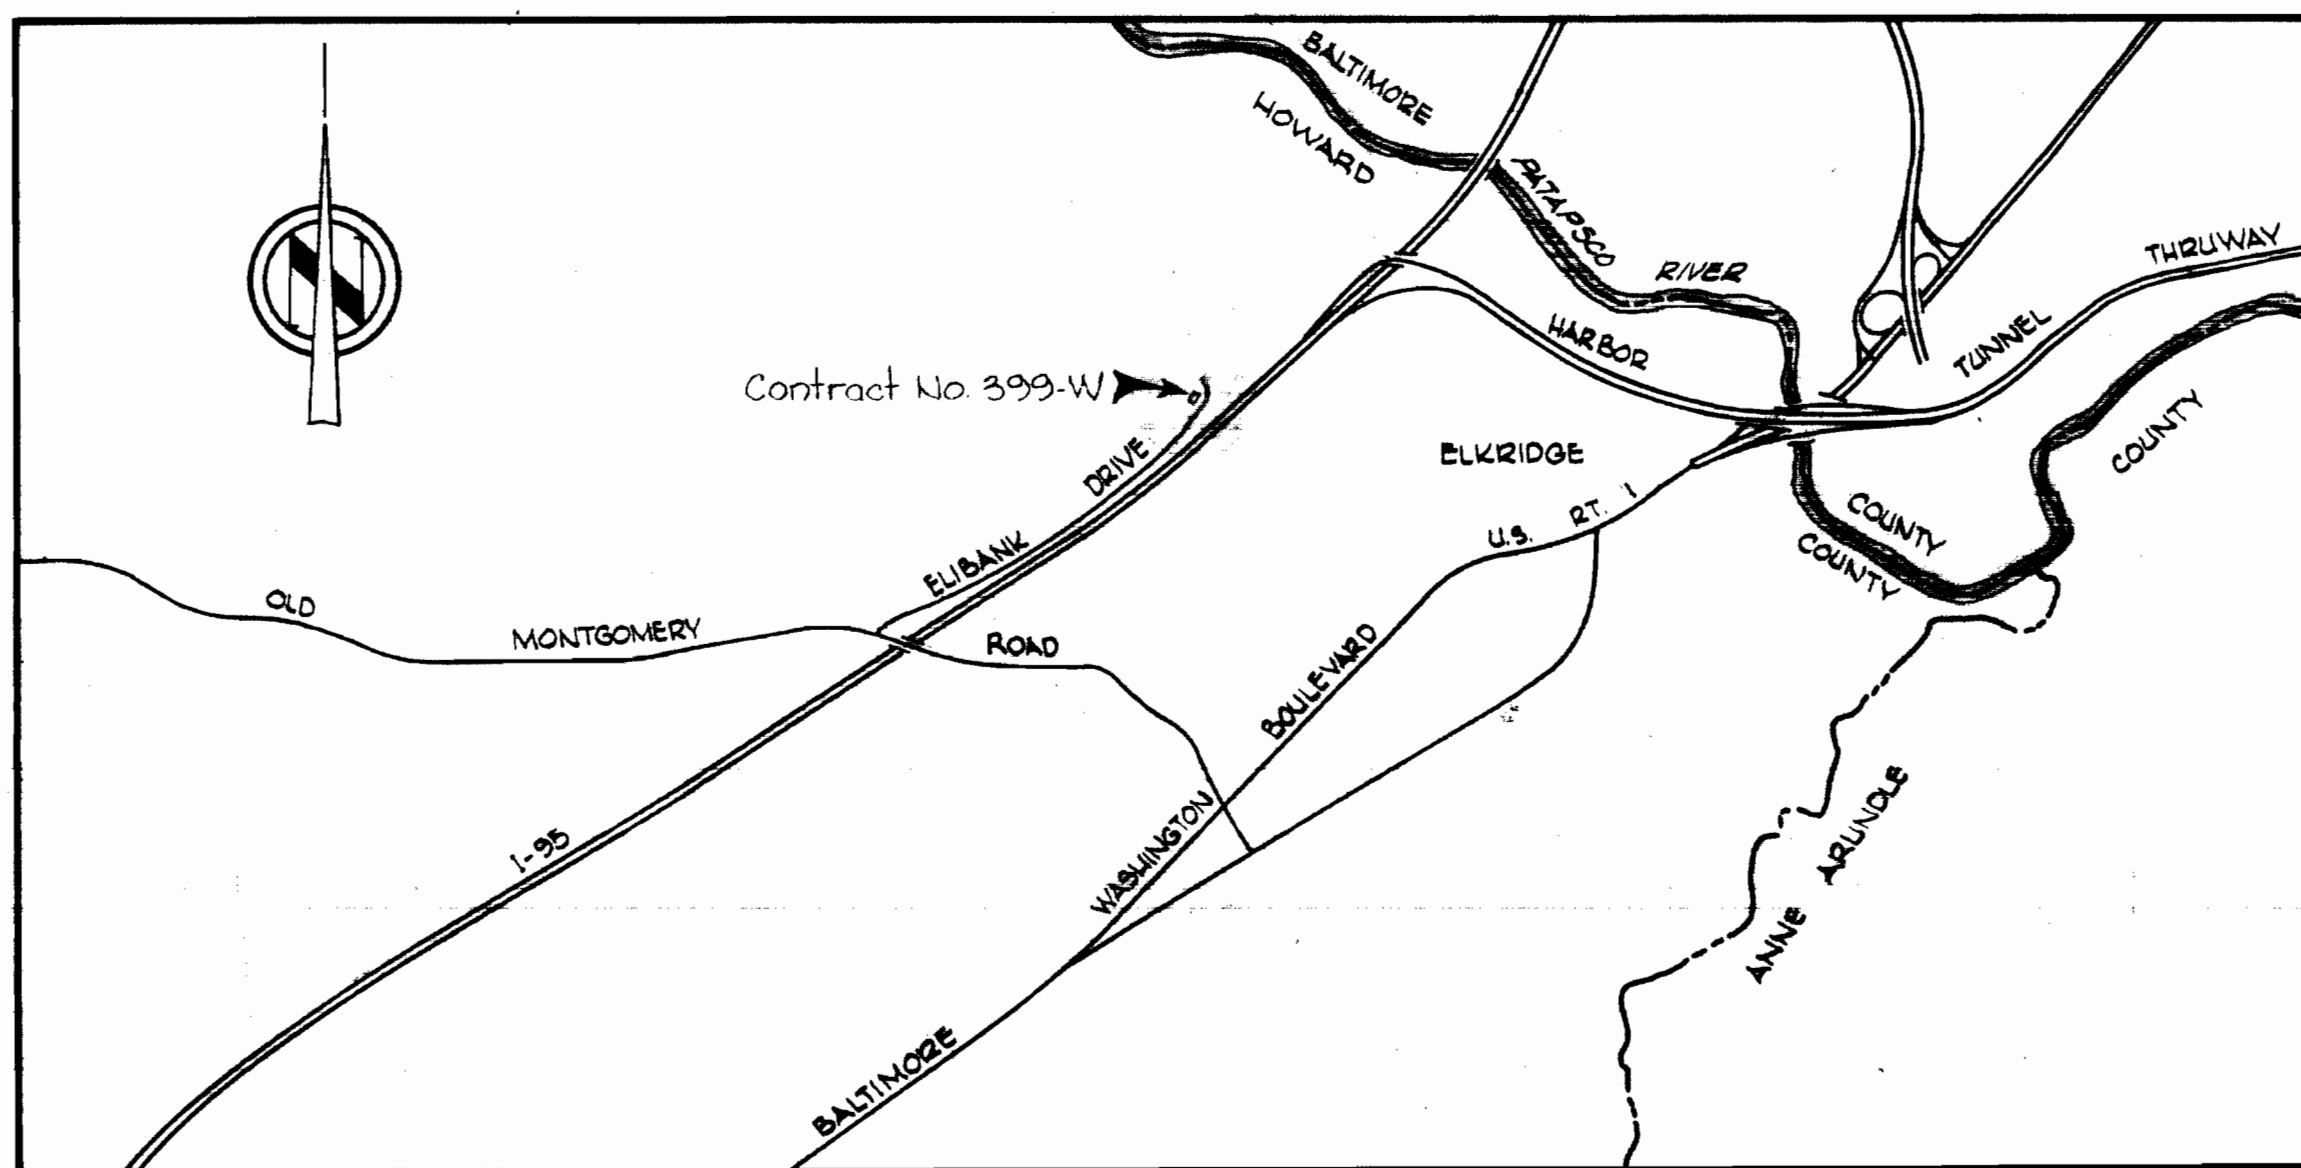 BALTIMORE
HOWARD
PATAPSCO
RIVER
THRUWAY
HARBOR
TUNNEL
N
Contract No. 399-W
COUNTY
ELKRIDGE
DRIVE
U.S. RT. 1
COUNTY
COUNTY
ELIBANK
OLD
MONTGOMERY
ROAD
BOULEVARD
WASHINGTON
I-95
ARUNDLE
ANNE
BALTIMORE